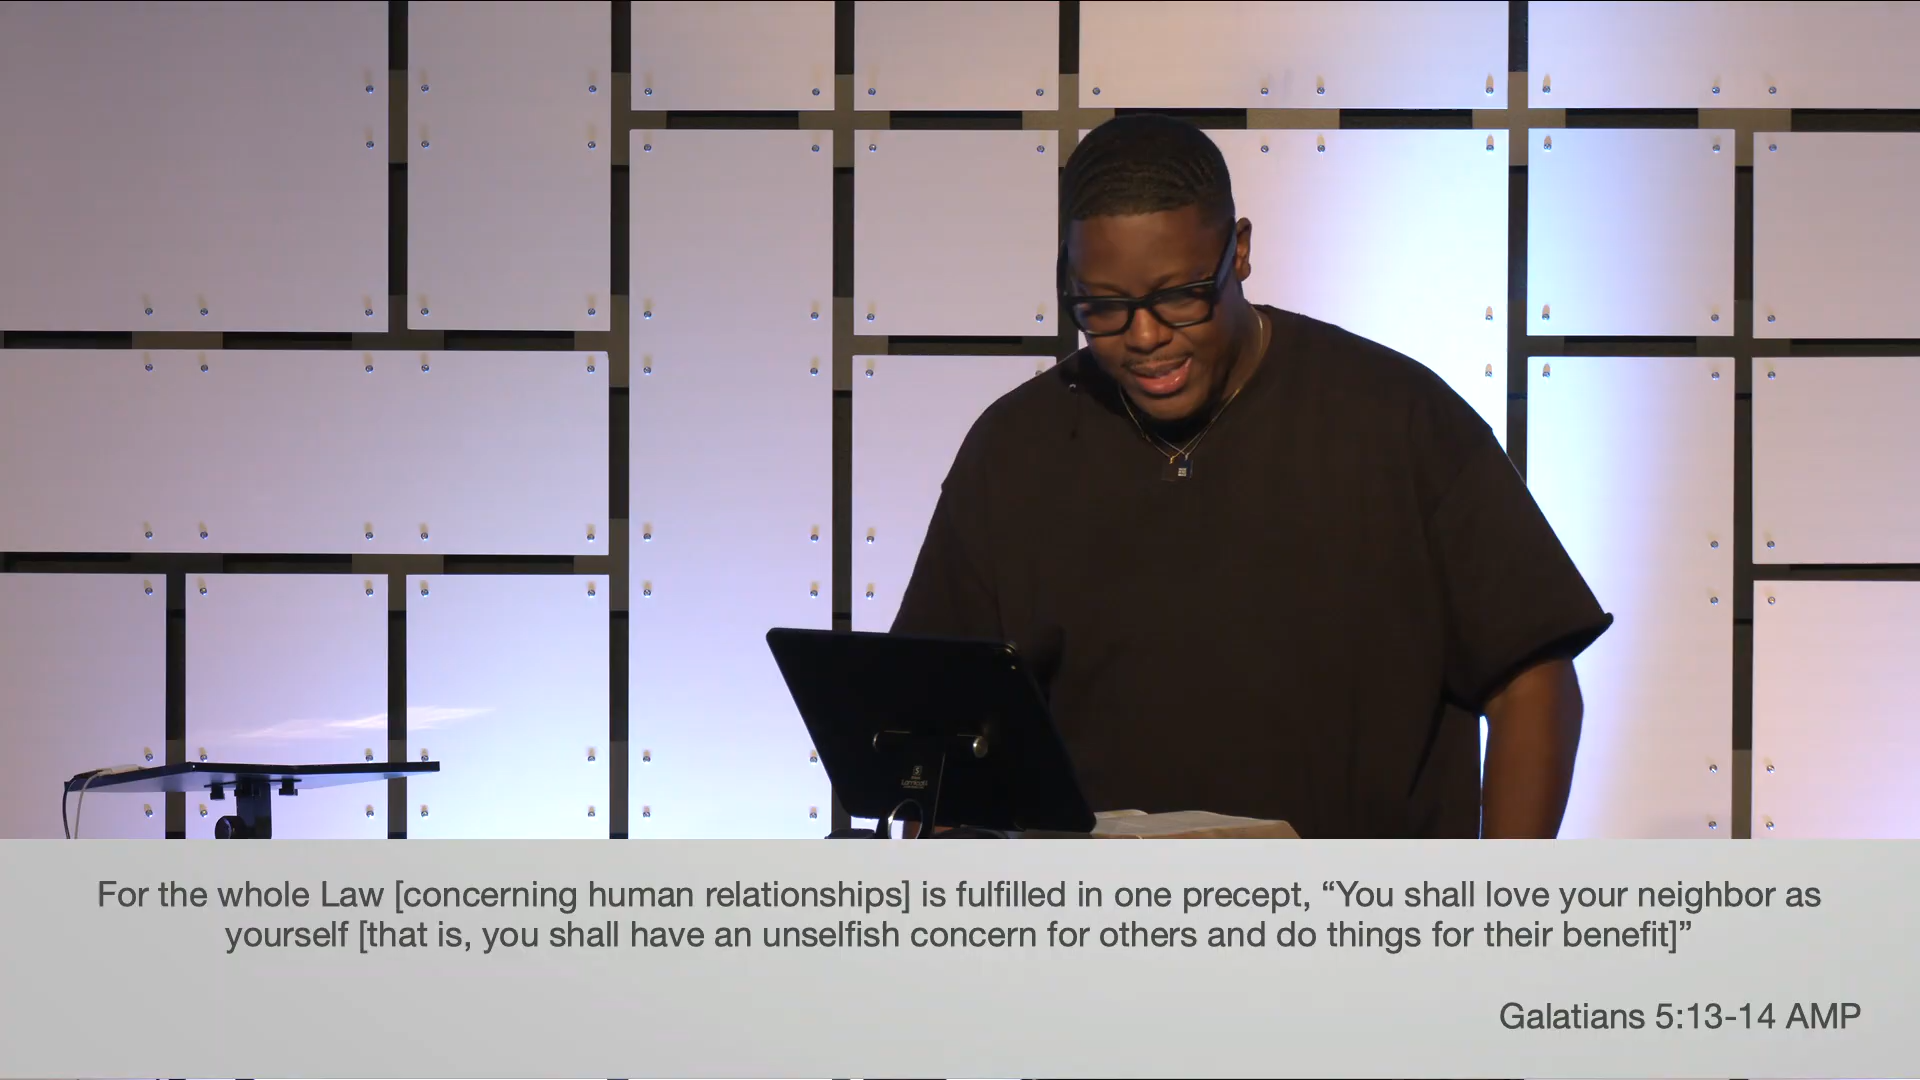 For the whole Law [concerning human relationships] is fulfilled in one precept, “You shall love your neighbor as
yourself [that is, you shall have an unselfish concern for others and do things for their benefit]”
Galatians 5:13-14 AMP